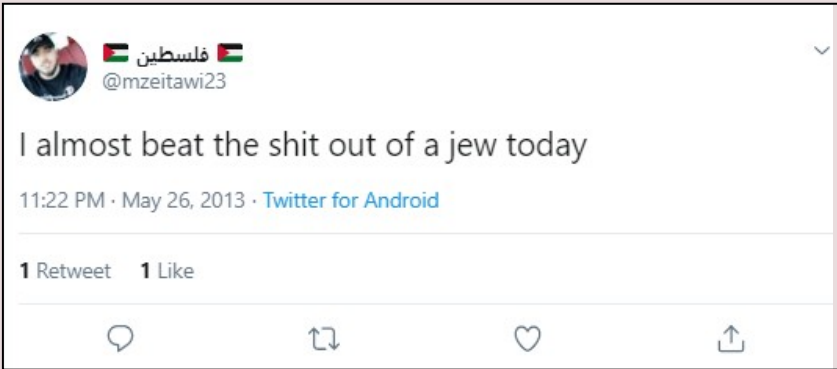 🇵🇸 فلسطين 🇵🇸
@mzeitawi23
I almost beat the shit out of a jew today
11:22 PM · May 26, 2013 · Twitter for Android
1 Retweet 1 Like